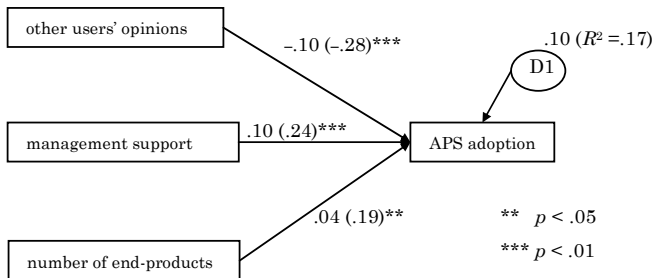 other users’ opinions
–.10 (–.28)***
.10 (R² =.17)
D1
management support
.10 (.24)***
APS adoption
.04 (.19)**
number of end-products
** p < .05
*** p < .01